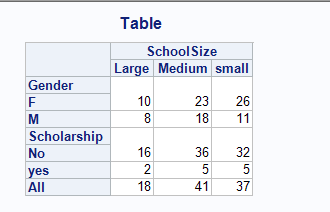 Table
SchoolSize
Large Medium small
Gender
F 10 23 26
M 8 18 11
Scholarship
No 16 36 32
yes 2 5 5
All 18 41 37